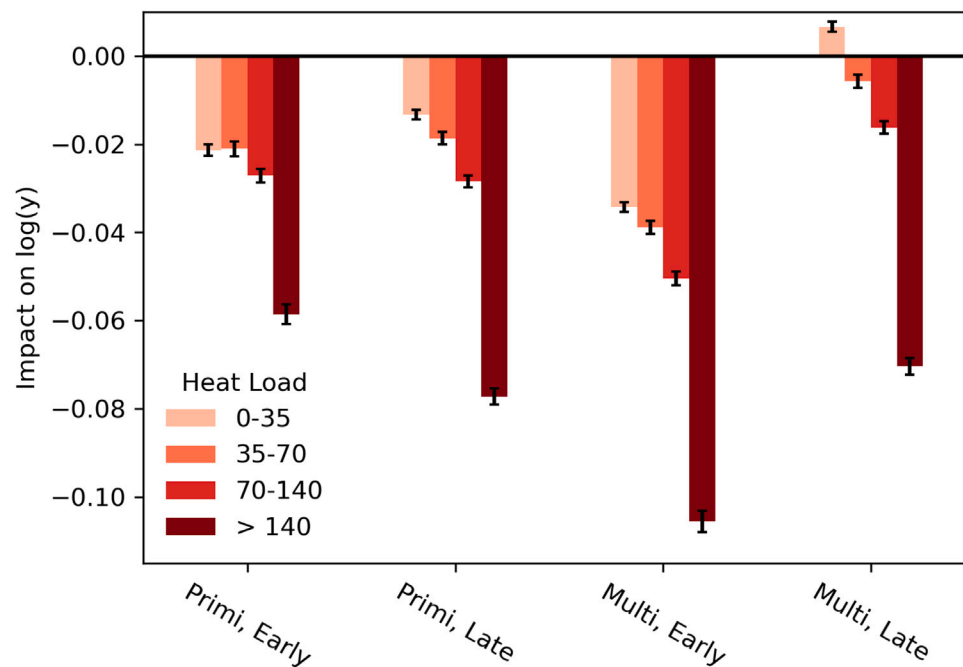 0.00
−0.02
−0.04
−0.06
−0.08
−0.10
Impact on log(y)
Heat Load
0-35
35-70
70-140
> 140
Primi, Early
Primi, Late
Multi, Early
Multi, Late